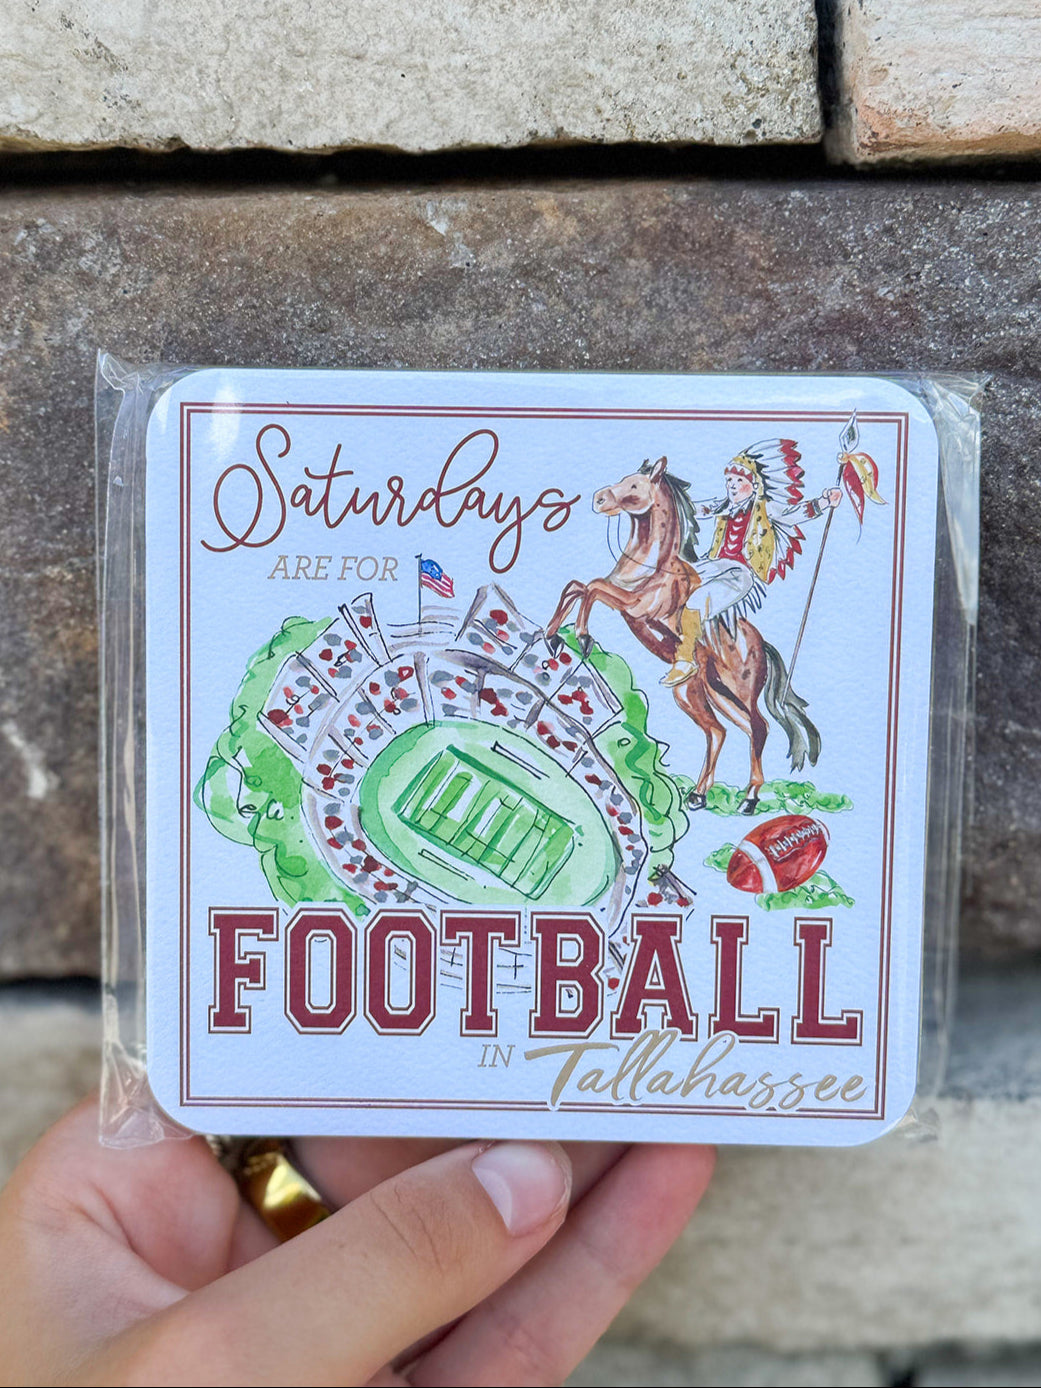 Saturdays
ARE FOR
FOOTBALL
IN Tallahassee